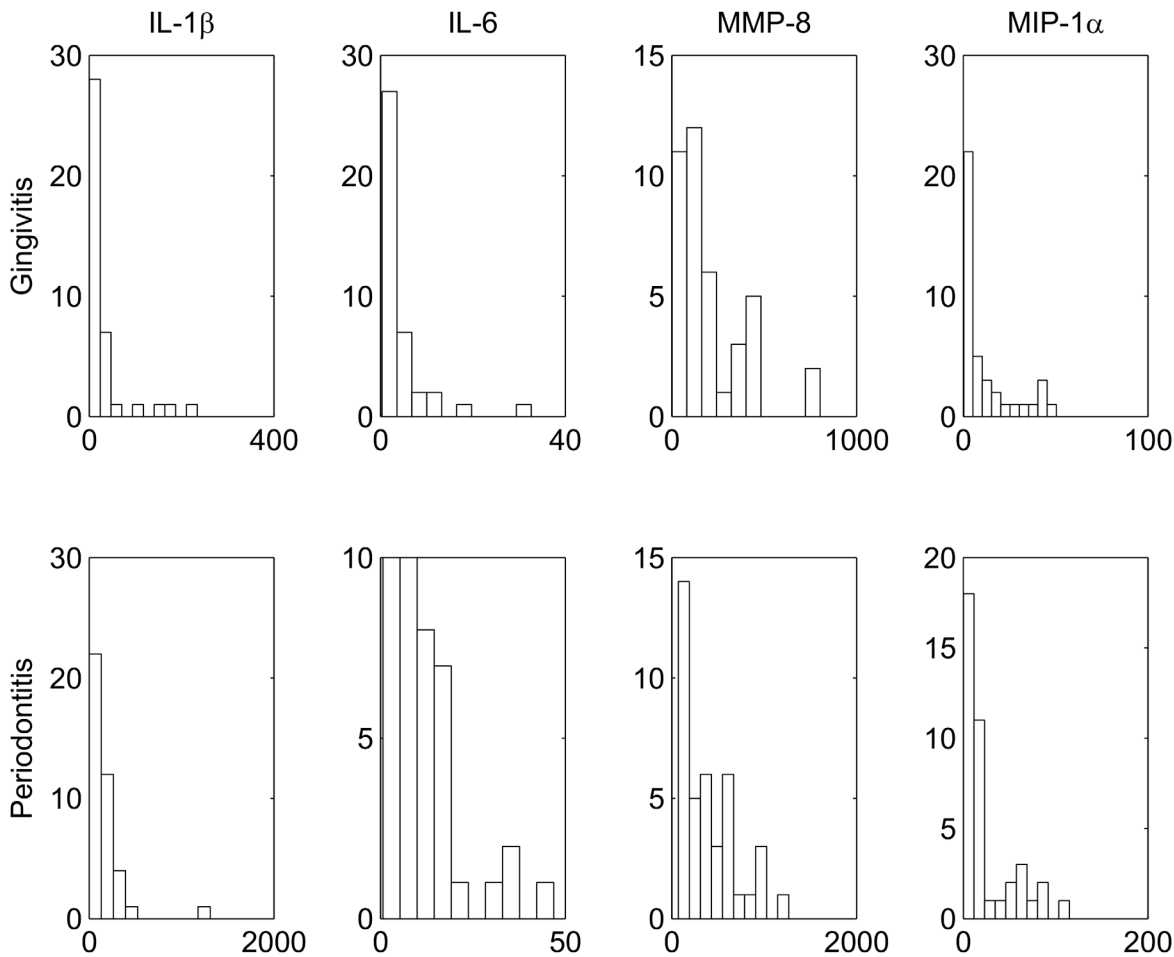 IL-1β IL-6 MMP-8 MIP-1α
30 30 15 30
20 20 10 20
Gingivitis
10 10 5 10
0 0 0 0
0 400 0 40 0 1000 0 100
30 10 15 20
15
20 10
Periodontitis
5 10
10 5
5
0 0 0 0
0 2000 0 50 0 2000 0 200